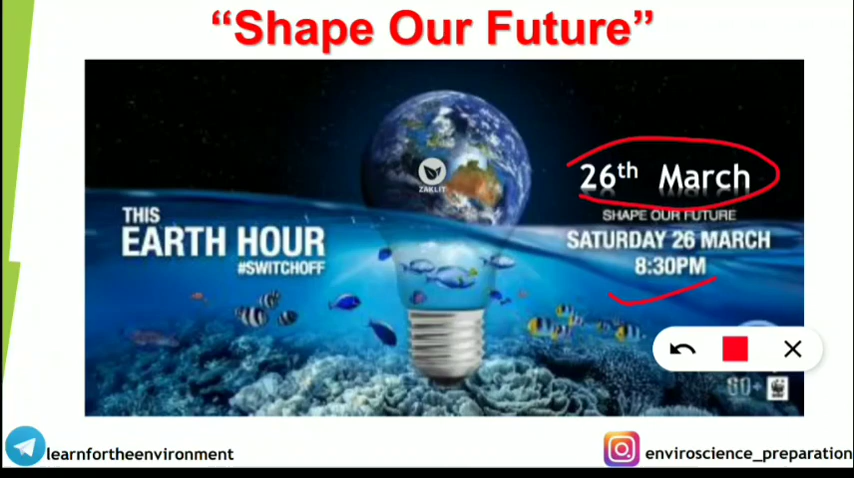 “Shape Our Future”
ZAKLIT
26th March
SHAPE OUR FUTURE
THIS
EARTH HOUR
#SWITCHOFF
SATURDAY 26 MARCH
8:30PM
60+
learnfortheenvironment
enviroscience_preparation